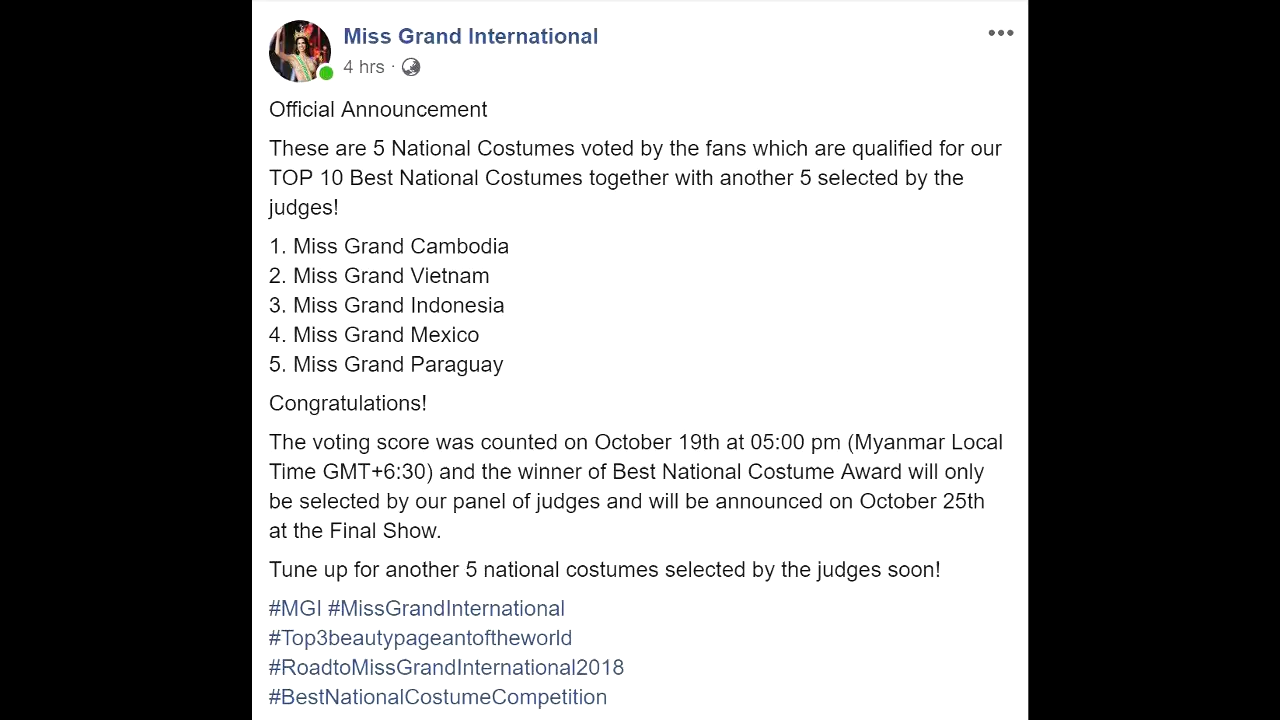 Miss Grand International
4 hrs ·
Official Announcement
These are 5 National Costumes voted by the fans which are qualified for our
TOP 10 Best National Costumes together with another 5 selected by the
judges!
1. Miss Grand Cambodia
2. Miss Grand Vietnam
3. Miss Grand Indonesia
4. Miss Grand Mexico
5. Miss Grand Paraguay
Congratulations!
The voting score was counted on October 19th at 05:00 pm (Myanmar Local
Time GMT+6:30) and the winner of Best National Costume Award will only
be selected by our panel of judges and will be announced on October 25th
at the Final Show.
Tune up for another 5 national costumes selected by the judges soon!
#MGI #MissGrandInternational
#Top3beautypageantoftheworld
#RoadtoMissGrandInternational2018
#BestNationalCostumeCompetition